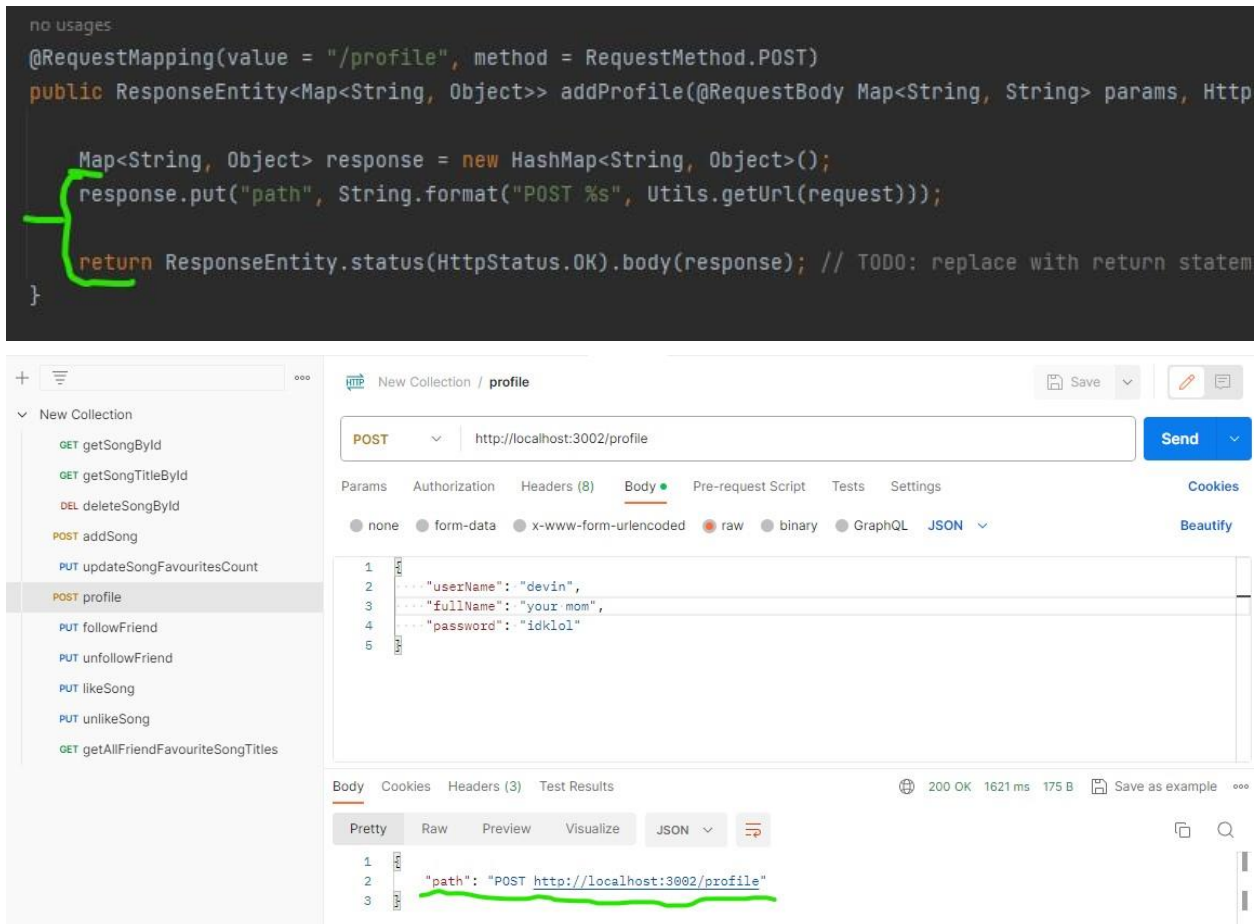 no usages
@RequestMapping(value = "/profile", method = RequestMethod.POST)
public ResponseEntity<Map<String, Object>> addProfile(@RequestBody Map<String, String> params, Http
Map<String, Object> response = new HashMap<String, Object>();
response.put("path", String.format("POST %s", Utils.getUrl(request)));
return ResponseEntity.status(HttpStatus.OK).body(response); // TODO: replace with return statem
}
New Collection / profile
Save
New Collection
GET getSongById
GET getSongTitleById
DEL deleteSongById
POST addSong
PUT updateSongFavouritesCount
POST profile
PUT followFriend
PUT unfollowFriend
PUT likeSong
PUT unlikeSong
GET getAllFriendFavouriteSongTitles
HTTP
POST http://localhost:3002/profile Send
Params Authorization Headers (8) Body Pre-request Script Tests Settings Cookies
none form-data x-www-form-urlencoded raw binary GraphQL JSON Beautify
1 {
2 "userName": "devin",
3 "fullName": "your mom",
4 "password": "idklol"
5 }
Body Cookies Headers (3) Test Results 200 OK 1621 ms 175 B Save as example
Pretty Raw Preview Visualize JSON
1 {
2 "path": "POST http://localhost:3002/profile"
3 }